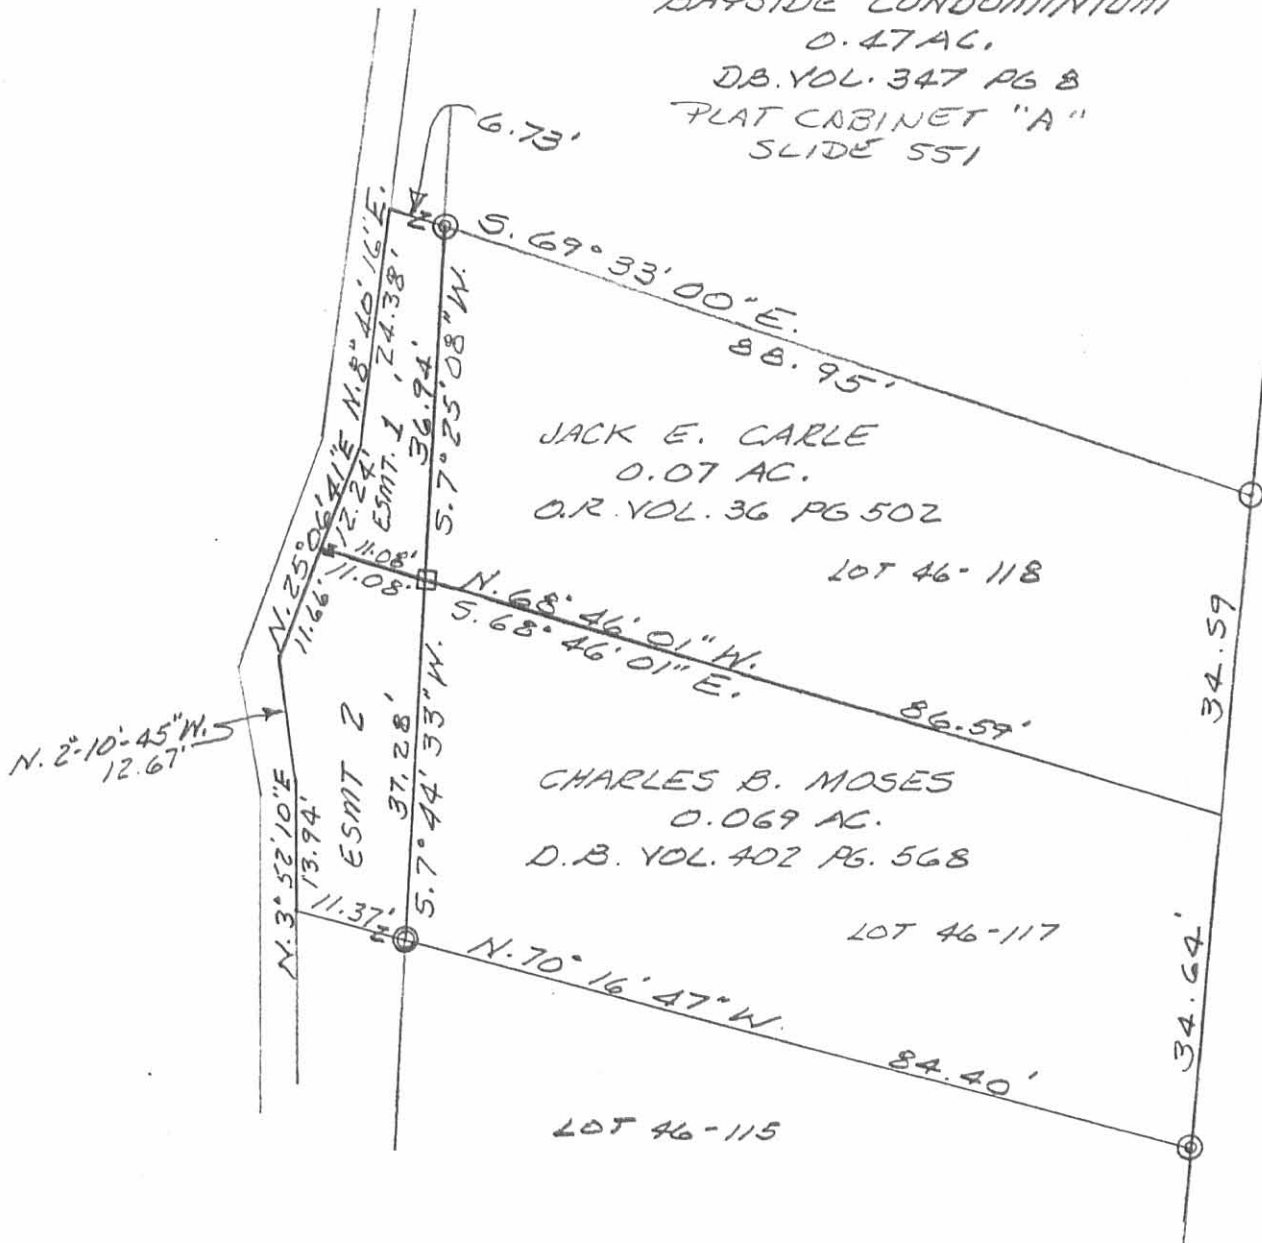 BAYSIDE CONDOMINIUM
0.47 AC.
D.B. VOL. 347 PG 8
PLAT CABINET "A"
SLIDE 551
6.73'
S. 69° 33' 00" E.
88.95'
N. 8° 40' 16" E.
24.38'
ESMT. 1
36.94'
S. 7° 25' 08" W.
N. 25° 06' 41" E
12.24'
11.66'
11.08'
11.08'
JACK E. CARLE
0.07 AC.
O.R. VOL. 36 PG 502
LOT 46-118
34.59
N. 68° 46' 01" W.
S. 68° 46' 01" E.
86.59'
N. 2°-10'-45" W.
12.67'
ESMT 2
37.28'
S. 7° 44' 33" W.
N. 3° 52' 10" E
13.94'
11.37'
CHARLES B. MOSES
0.069 AC.
D.B. VOL. 402 PG. 568
LOT 46-117
34.64'
N. 70° 16' 47" W.
84.40'
LOT 46-115